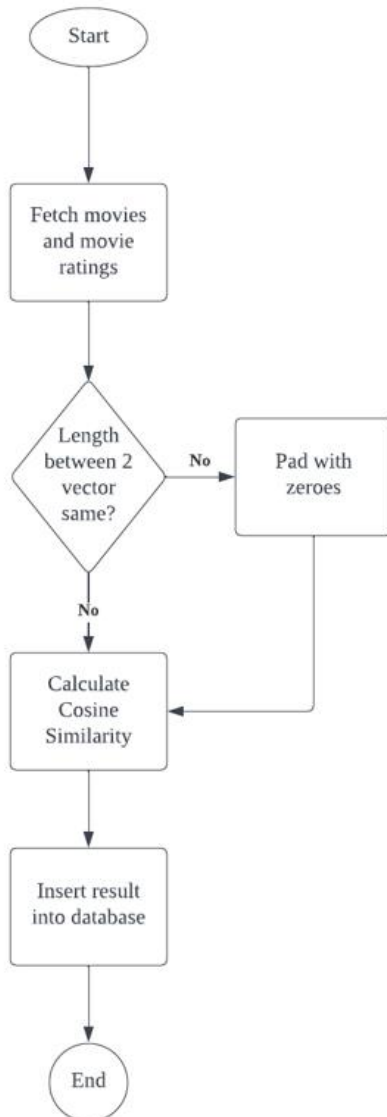 Start
Fetch movies
and movie
ratings
Length
between 2
vector
same?
No
Pad with
zeroes
No
Calculate
Cosine
Similarity
Insert result
into database
End